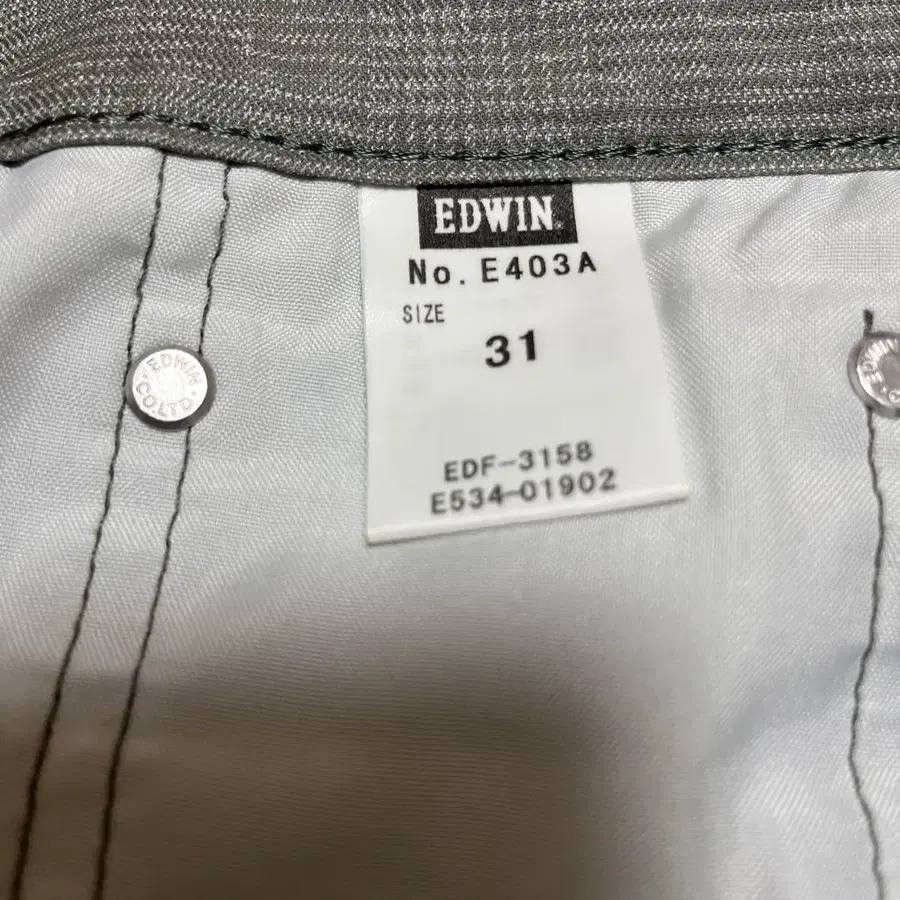 EDWIN
No. E403A
SIZE
31
EDF-3158
E534-01902
EDWIN
CO.LTD.